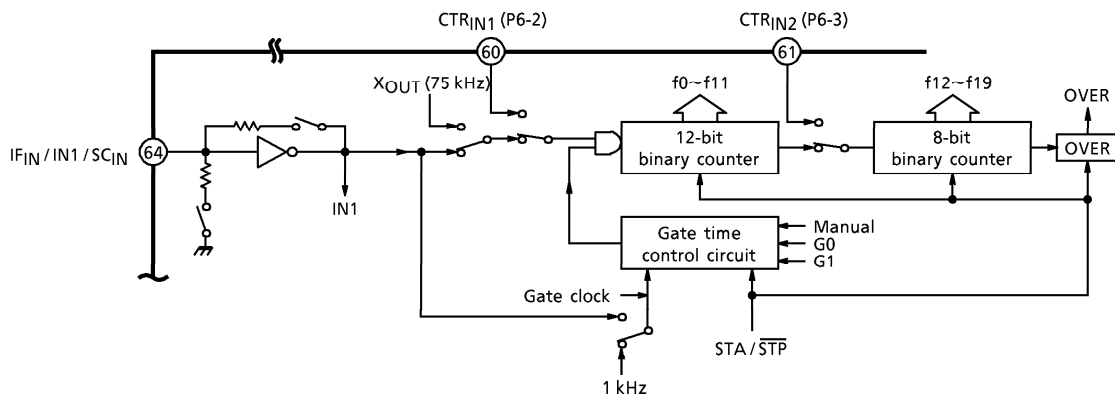 CTRIN1 (P6-2)
CTRIN2 (P6-3)
60
61
XOUT (75 kHz)
f0~f11
f12~f19
OVER
IFIN / IN1 / SCIN
64
12-bit
binary counter
8-bit
binary counter
OVER
IN1
Gate time
control circuit
Manual
G0
G1
Gate clock
STA / STP
1 kHz